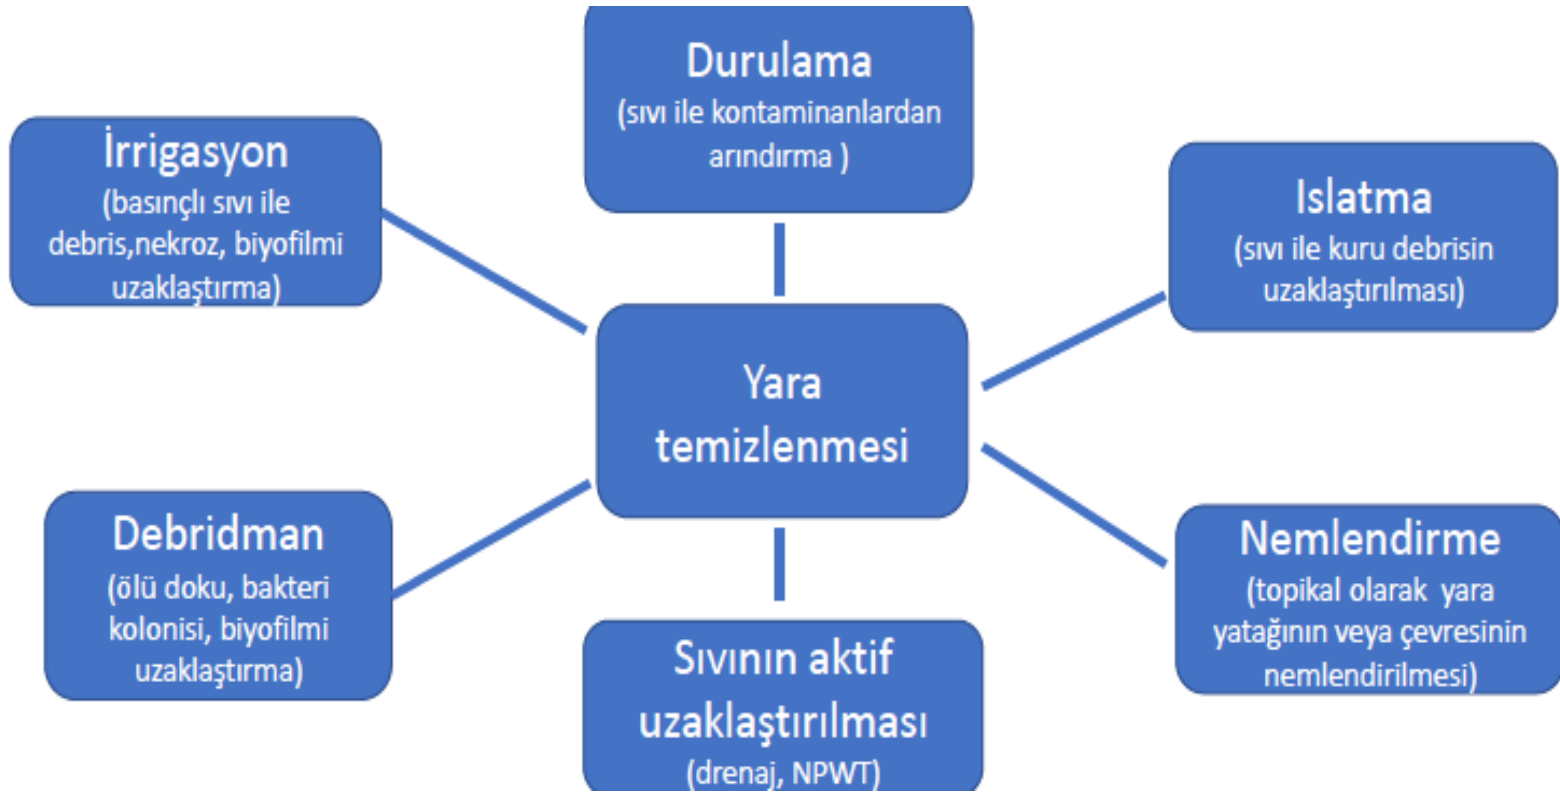 Durulama
(sıvı ile kontaminanlardan
arındırma )
İrrigasyon
(basınçlı sıvı ile
debris,nekroz, biyofilmi
uzaklaştırma)
Islatma
(sıvı ile kuru debrisin
uzaklaştırılması)
Yara
temizlenmesi
Debridman
(ölü doku, bakteri
kolonisi, biyofilmi
uzaklaştırma)
Nemlendirme
(topikal olarak  yara
yatağının veya çevresinin
nemlendirilmesi)
Sıvının aktif
uzaklaştırılması
(drenaj, NPWT)